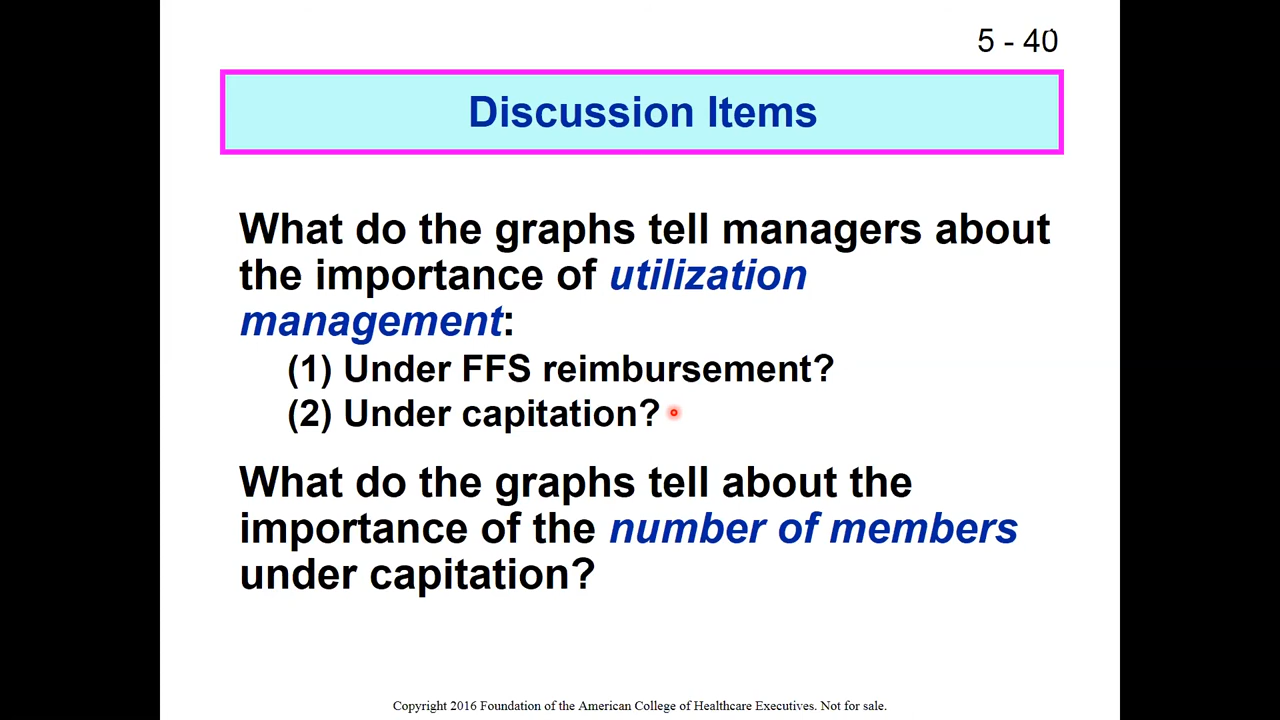 5 - 40
Discussion Items
What do the graphs tell managers about
the importance of utilization
management:
(1) Under FFS reimbursement?
(2) Under capitation?
What do the graphs tell about the
importance of the number of members
under capitation?
Copyright 2016 Foundation of the American College of Healthcare Executives. Not for sale.